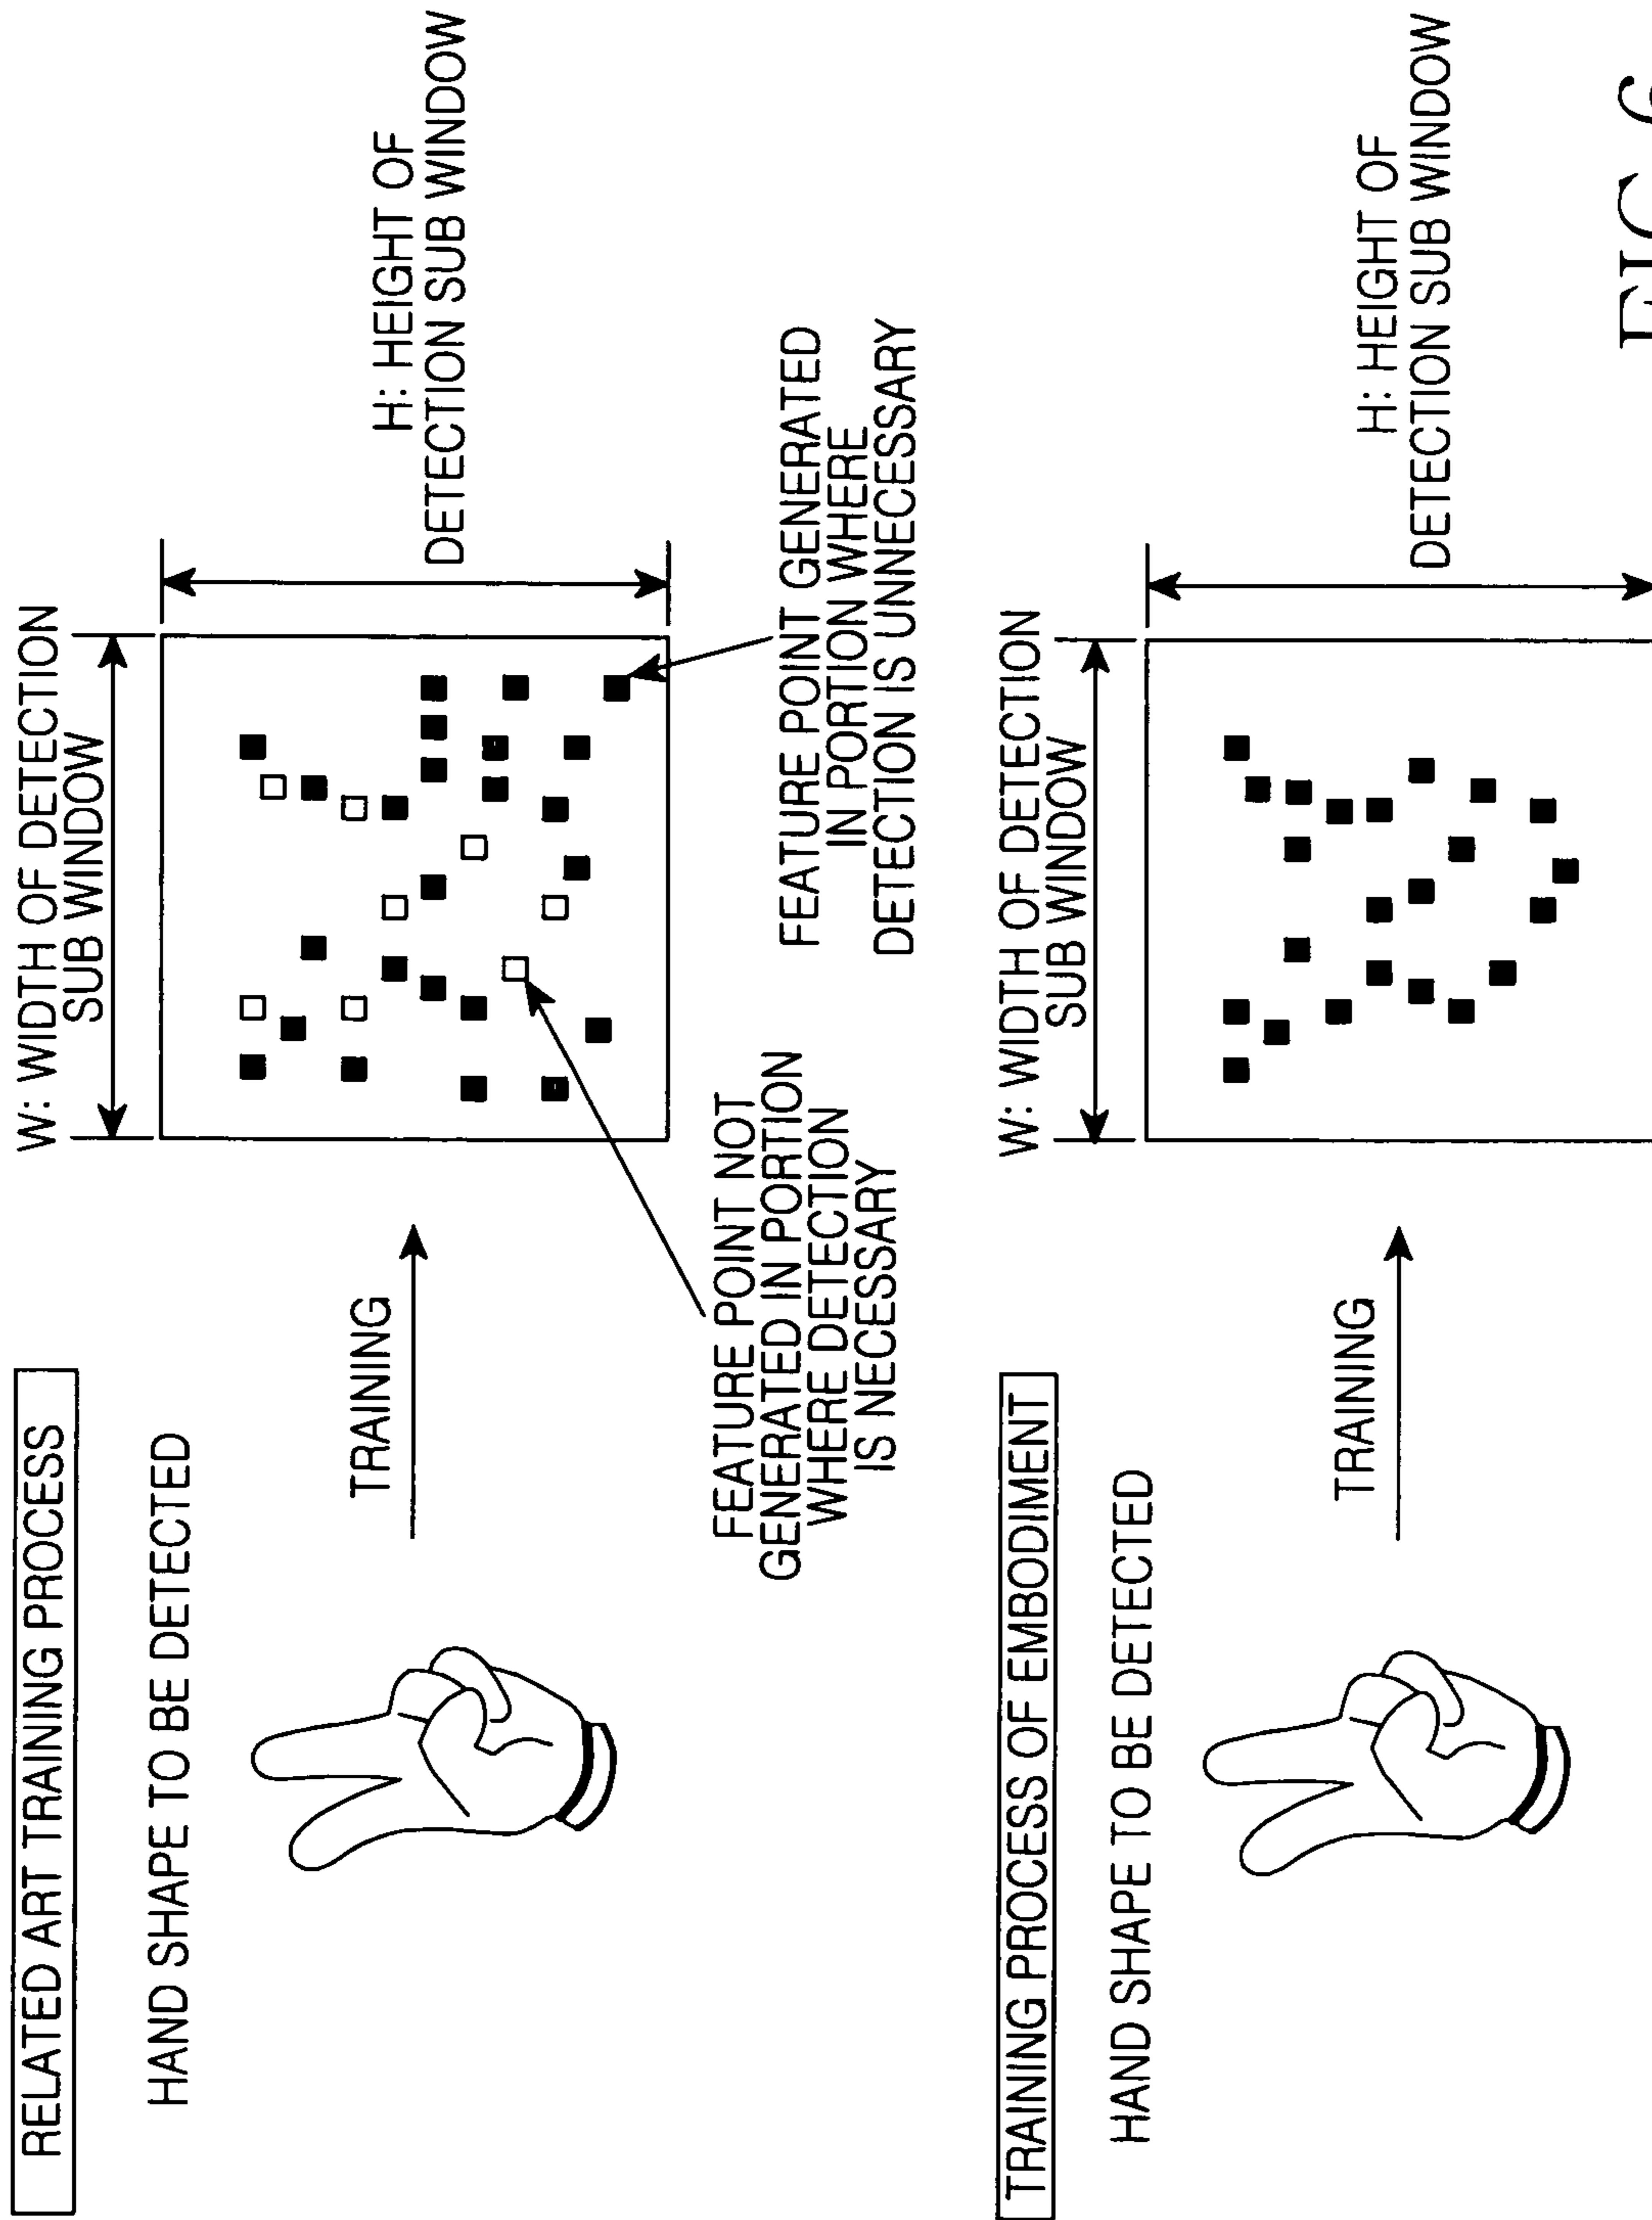 RELATED ART TRAINING PROCESS
HAND SHAPE TO BE DETECTED
TRAINING
W: WIDTH OF DETECTION
SUB WINDOW
H: HEIGHT OF
DETECTION SUB WINDOW
FEATURE POINT NOT
GENERATED IN PORTION
WHERE DETECTION
IS NECESSARY
FEATURE POINT GENERATED
IN PORTION WHERE
DETECTION IS UNNECESSARY
TRAINING PROCESS OF EMBODIMENT
HAND SHAPE TO BE DETECTED
TRAINING
W: WIDTH OF DETECTION
SUB WINDOW
H: HEIGHT OF
DETECTION SUB WINDOW